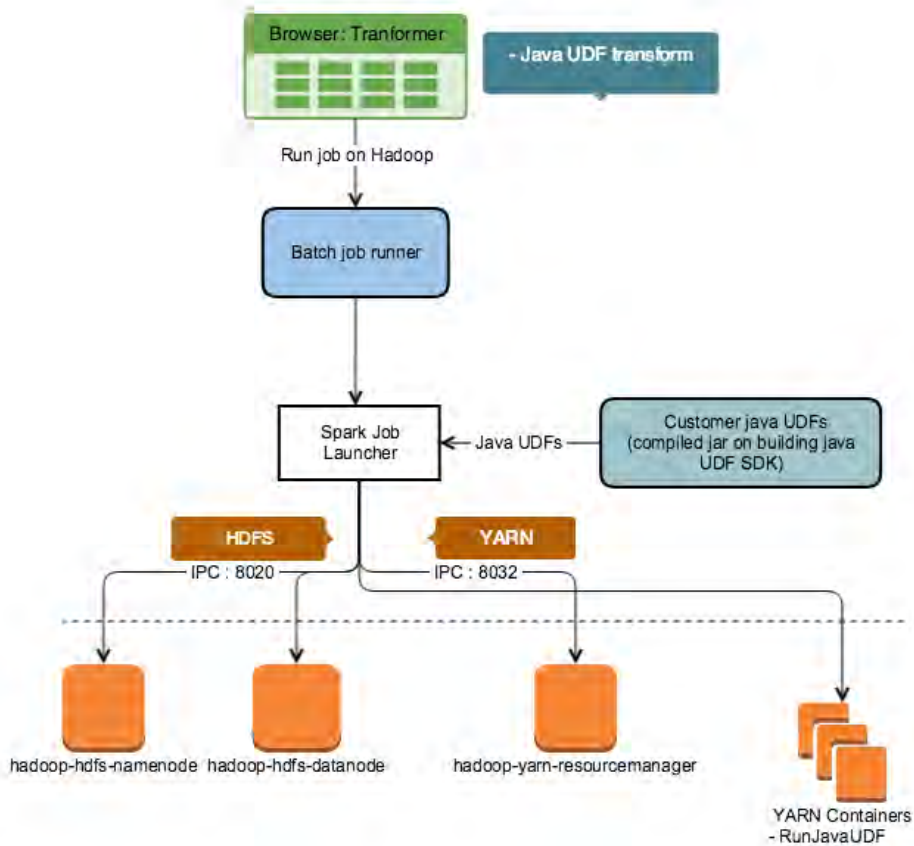 Browser: Tranformer
- Java UDF transform
Run job on Hadoop
Batch job runner
Spark Job
Launcher
Java UDFs
Customer java UDFs
(compiled jar on building java
UDF SDK)
HDFS
YARN
IPC : 8020
IPC : 8032
hadoop-hdfs-namenode
hadoop-hdfs-datanode
hadoop-yarn-resourcemanager
YARN Containers
- RunJavaUDF